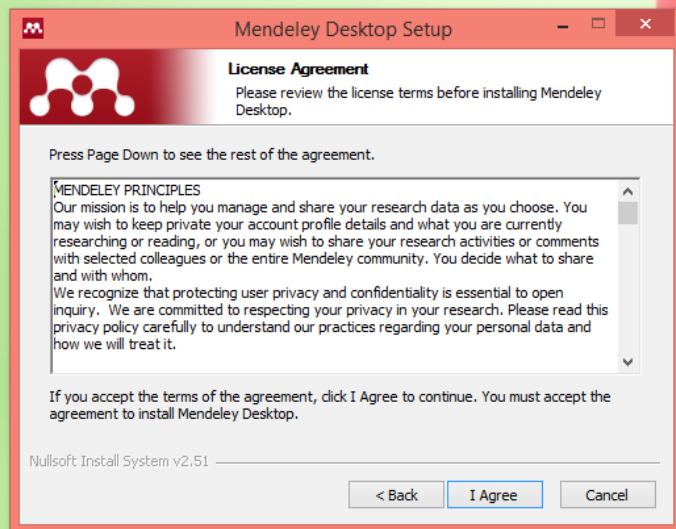 Mendeley Desktop Setup
License Agreement
Please review the license terms before installing Mendeley
Desktop.
Press Page Down to see the rest of the agreement.
MENDELEY PRINCIPLES
Our mission is to help you manage and share your research data as you choose. You
may wish to keep private your account profile details and what you are currently
researching or reading, or you may wish to share your research activities or comments
with selected colleagues or the entire Mendeley community. You decide what to share
and with whom.
We recognize that protecting user privacy and confidentiality is essential to open
inquiry.  We are committed to respecting your privacy in your research. Please read this
privacy policy carefully to understand our practices regarding your personal data and
how we will treat it.
If you accept the terms of the agreement, click I Agree to continue. You must accept the
agreement to install Mendeley Desktop.
Nullsoft Install System v2.51
< Back
I Agree
Cancel